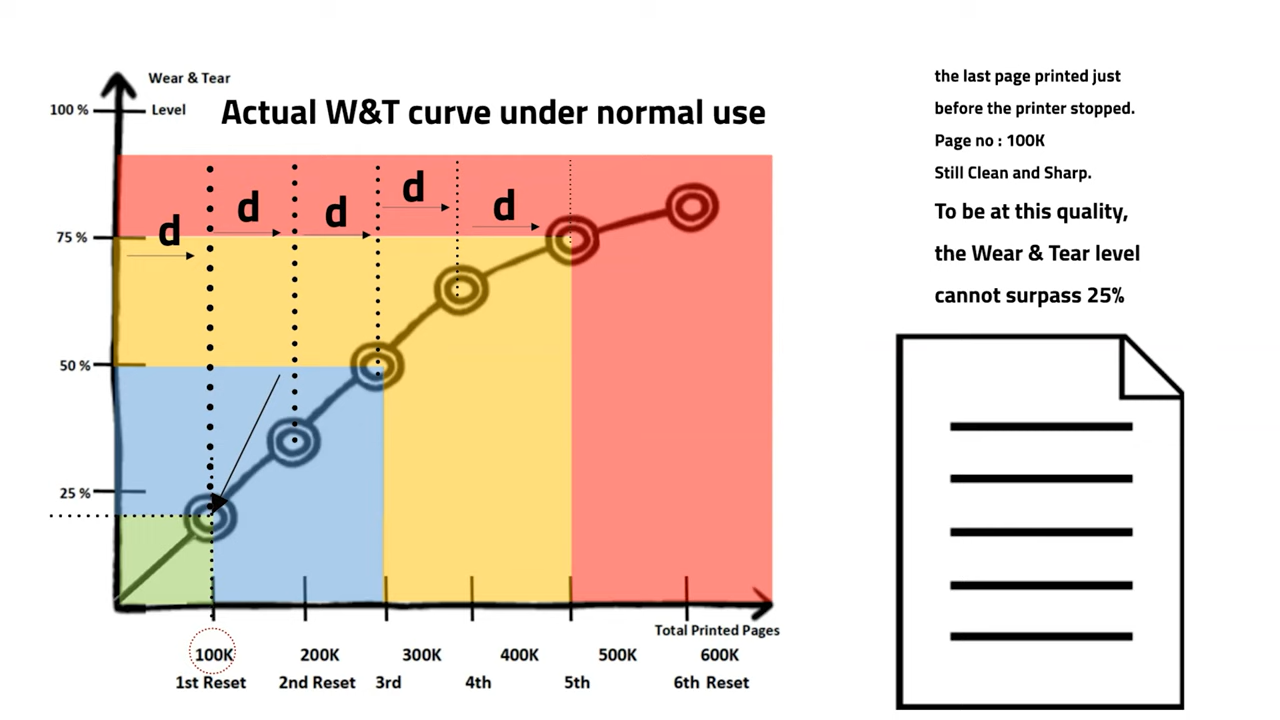 Wear & Tear
100 %
Level
Actual W&T curve under normal use
d
d
d
d
d
75 %
50 %
25 %
Total Printed Pages
100K 200K 300K 400K 500K 600K
1st Reset 2nd Reset 3rd 4th 5th 6th Reset
the last page printed just
before the printer stopped.
Page no : 100K
Still Clean and Sharp.
To be at this quality,
the Wear & Tear level
cannot surpass 25%